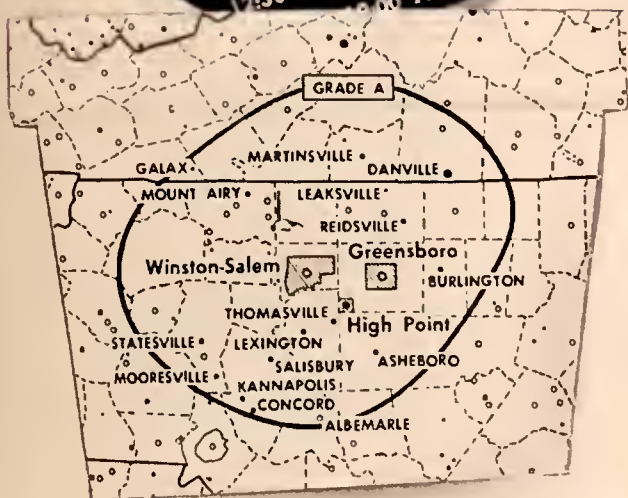 GRADE A
GALAX
MARTINSVILLE
DANVILLE
MOUNT AIRY
LEAKSVILLE
REIDSVILLE
Winston-Salem
Greensboro
BURLINGTON
THOMASVILLE
High Point
STATESVILLE
LEXINGTON
SALISBURY
ASHEBORO
MOORESVILLE
KANNAPOLIS
CONCORD
ALBEMARLE